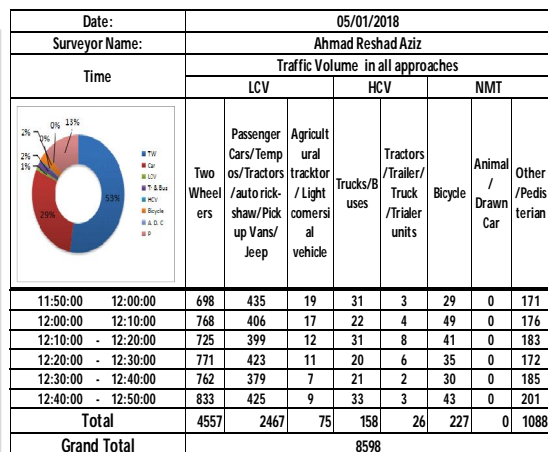 Date: 05/01/2018
Surveyor Name: Ahmad Reshad Aziz
Time
Traffic Volume in all approaches
LCV HCV NMT
2%
0%
0%
13%
2%
1%
29%
53%
TW
Car
LCV
T- & Bus
HCV
Bicycle
A. D. C
P
Two
Wheel
ers
Passenger
Cars/Temp
os/Tractors
/auto rick-
shaw/Pick
up Vans/
Jeep
Agricult
ural
tracktor
/ Light
comersi
al
vehicle
Trucks/B
uses
Tractors
/Trailer/
Truck
/Trialer
units
Bicycle
Animal
/
Drawn
Car
Other
/Pedis
terian
11:50:00 12:00:00 698 435 19 31 3 29 0 171
12:00:00 12:10:00 768 406 17 22 4 49 0 176
12:10:00 - 12:20:00 725 399 12 31 8 41 0 183
12:20:00 - 12:30:00 771 423 11 20 6 35 0 172
12:30:00 - 12:40:00 762 379 7 21 2 30 0 185
12:40:00 - 12:50:00 833 425 9 33 3 43 0 201
Total 4557 2467 75 158 26 227 0 1088
Grand Total 8598